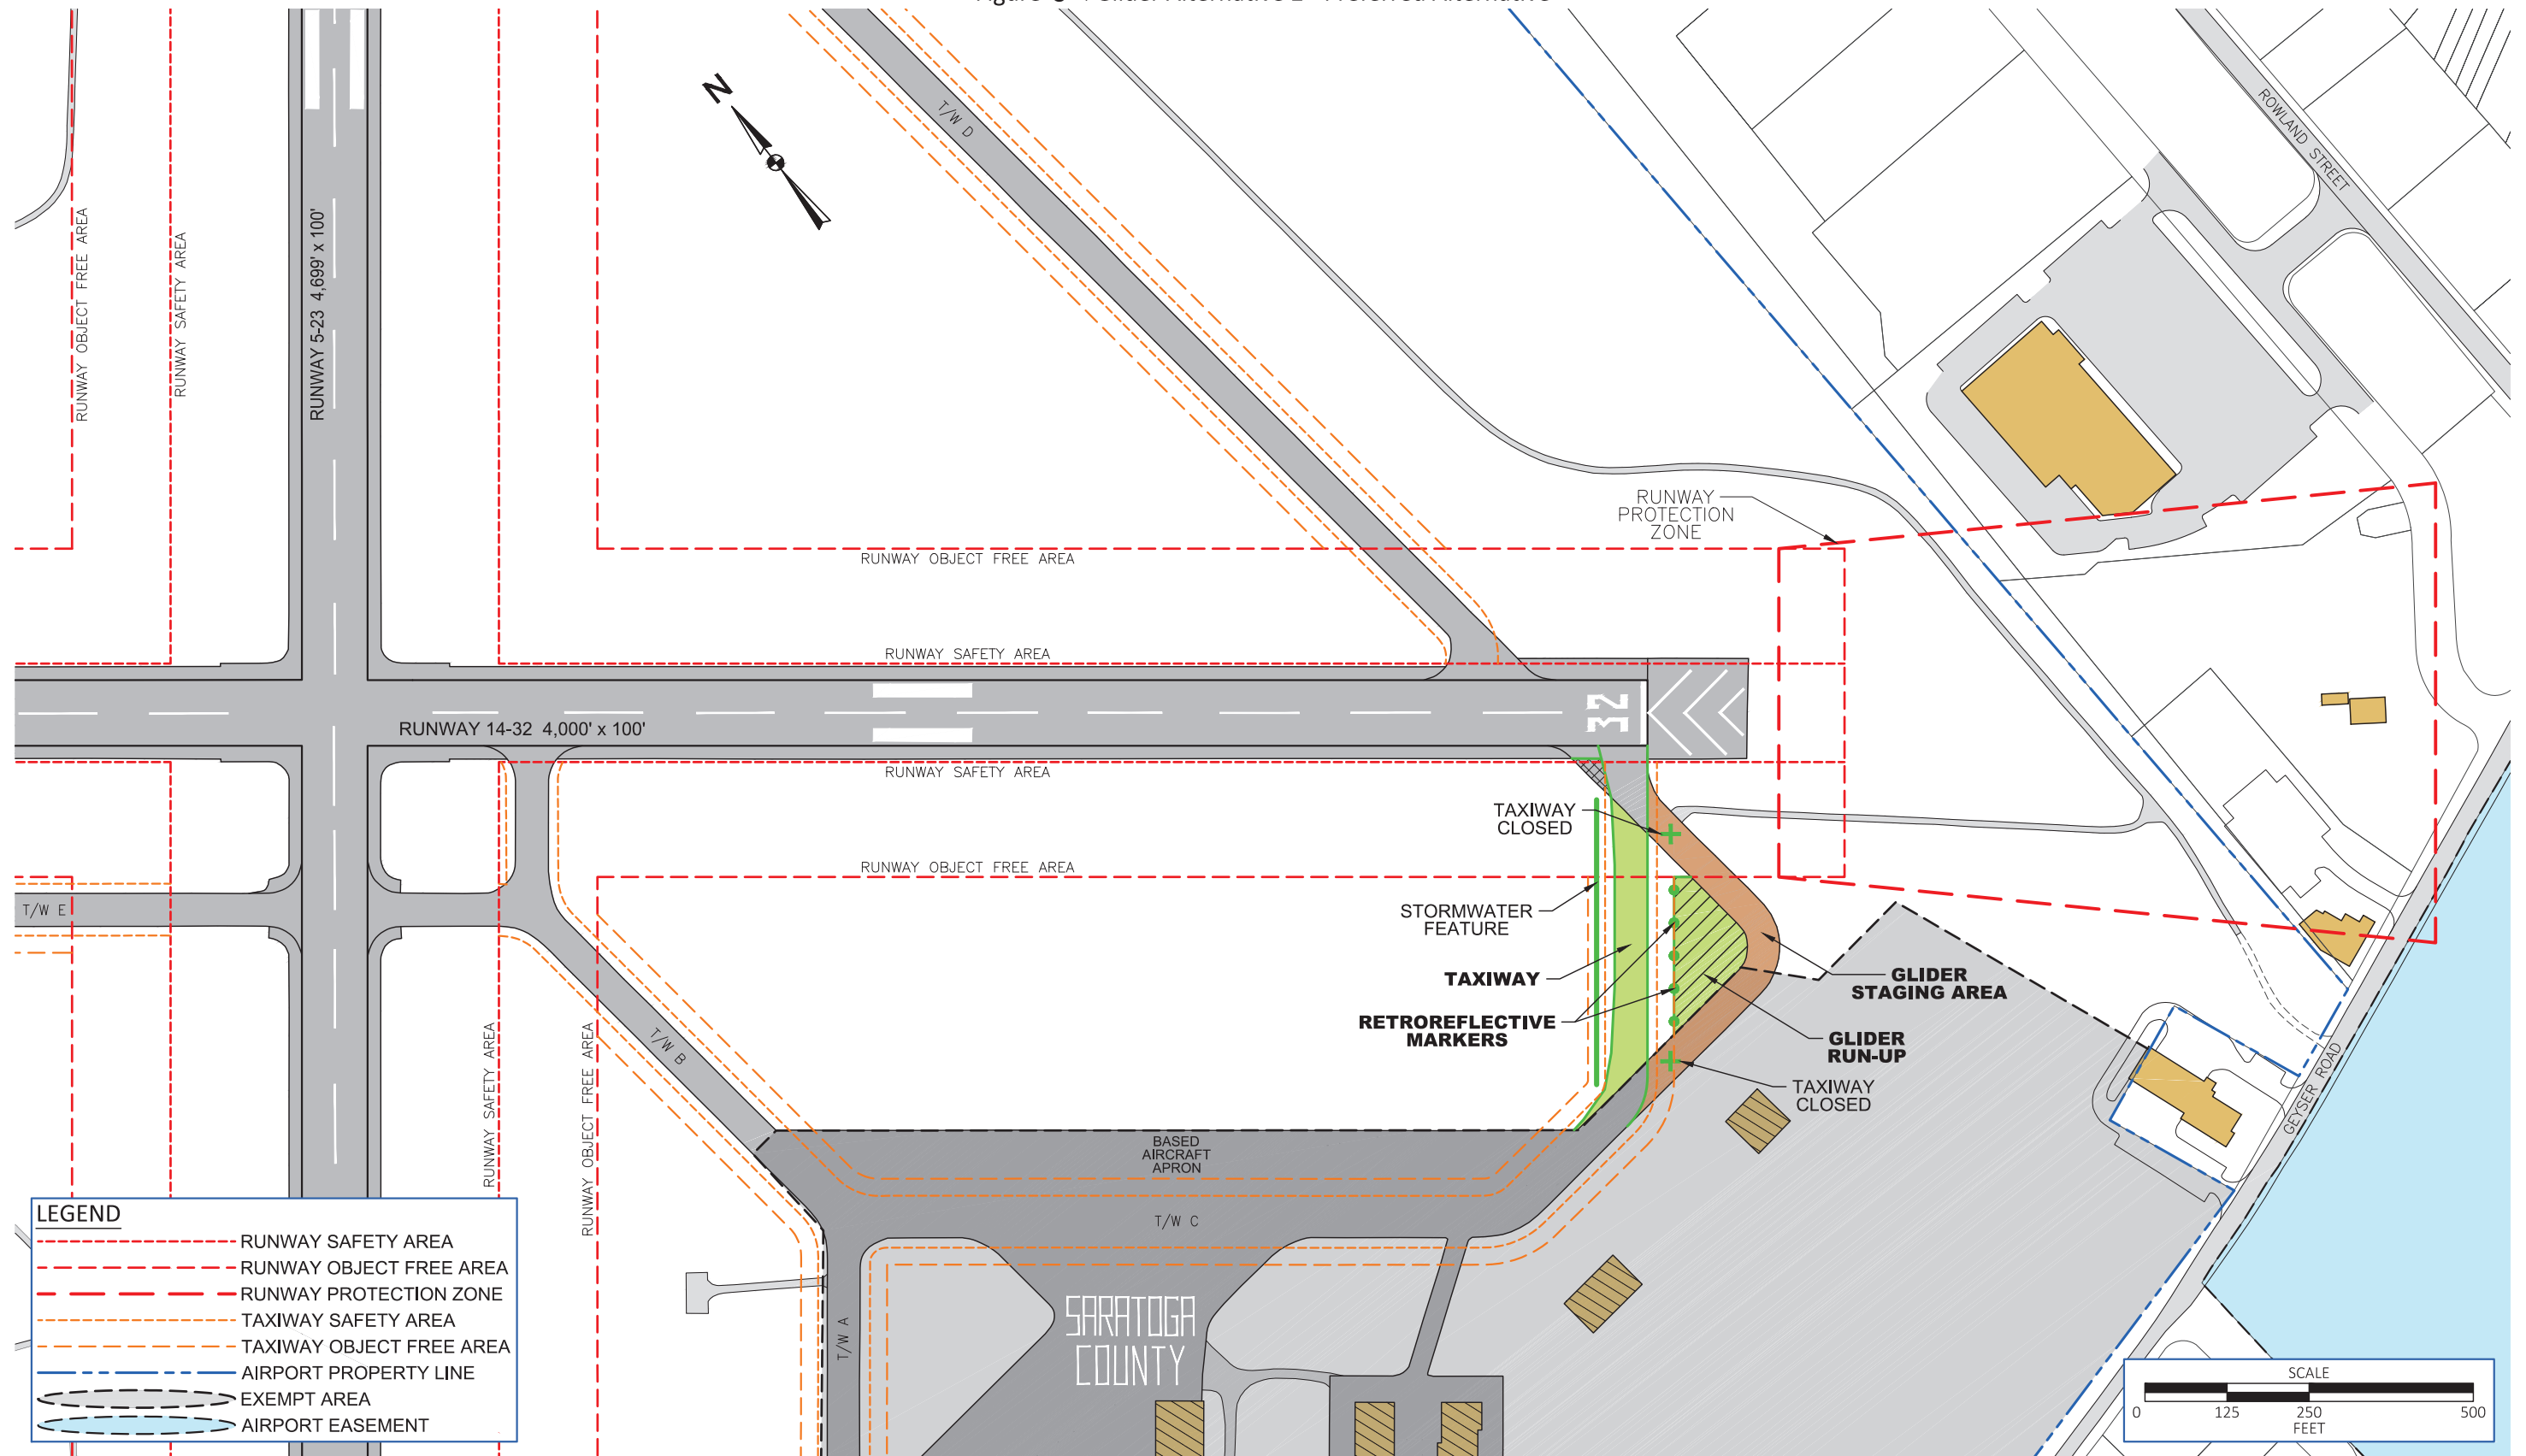 N
T/W D
ROWLAND STREET
RUNWAY OBJECT FREE AREA
RUNWAY SAFETY AREA
RUNWAY 5-23 4,699' x 100'
RUNWAY
PROTECTION
ZONE
RUNWAY OBJECT FREE AREA
RUNWAY SAFETY AREA
32
RUNWAY 14-32 4,000' x 100'
RUNWAY SAFETY AREA
TAXIWAY
CLOSED
RUNWAY OBJECT FREE AREA
T/W E
STORMWATER
FEATURE
TAXIWAY
GLIDER
STAGING AREA
RETROREFLECTIVE
MARKERS
GLIDER
RUN-UP
TAXIWAY
CLOSED
T/W B
RUNWAY SAFETY AREA
RUNWAY OBJECT FREE AREA
GEYSER ROAD
BASED
AIRCRAFT
APRON
T/W C
T/W A
SARATOGA
COUNTY
LEGEND
RUNWAY SAFETY AREA
RUNWAY OBJECT FREE AREA
RUNWAY PROTECTION ZONE
TAXIWAY SAFETY AREA
TAXIWAY OBJECT FREE AREA
AIRPORT PROPERTY LINE
EXEMPT AREA
AIRPORT EASEMENT
SCALE
0 125 250 500
FEET